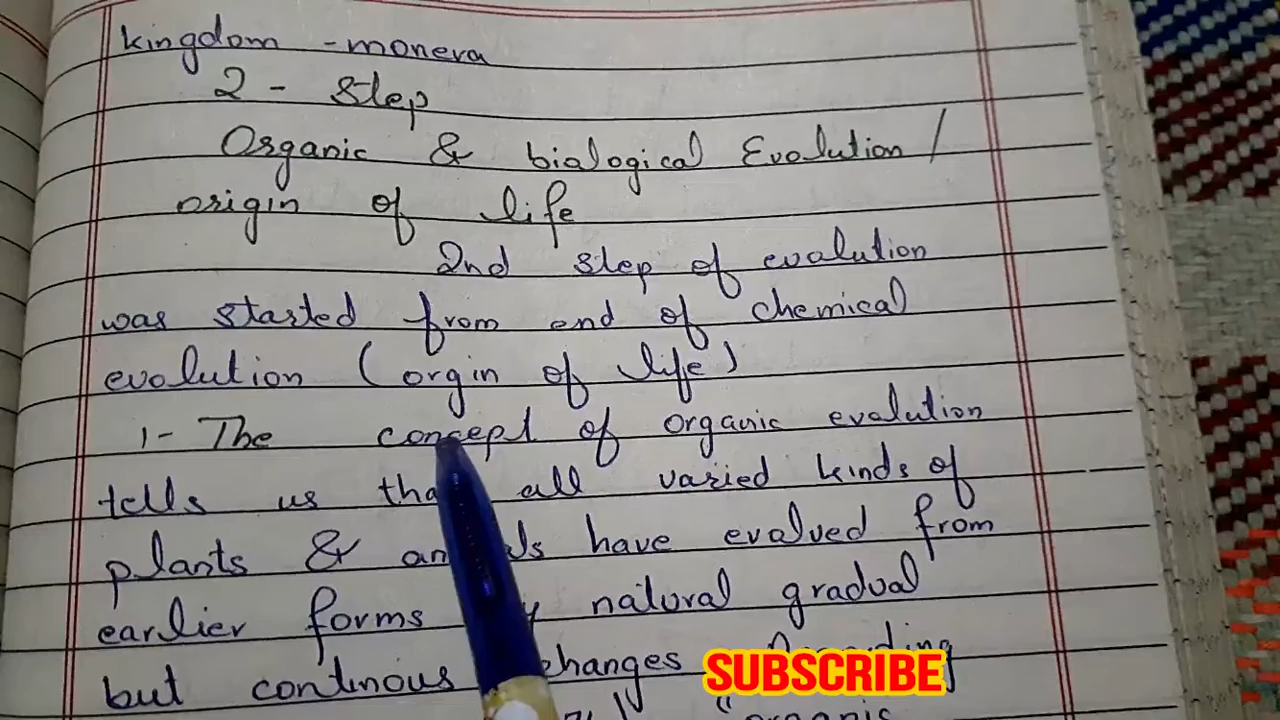 kingdom - monera
2 - Step
Organic & biological Evolution /
origin of life
2nd step of evolution
was started from end of chemical
evolution (orgin of life)
1- The concept of organic evolution
tells us all varied kinds of
plants & have evolved from
earlier forms natural gradual
but continous changes
SUBSCRIBE
"organic